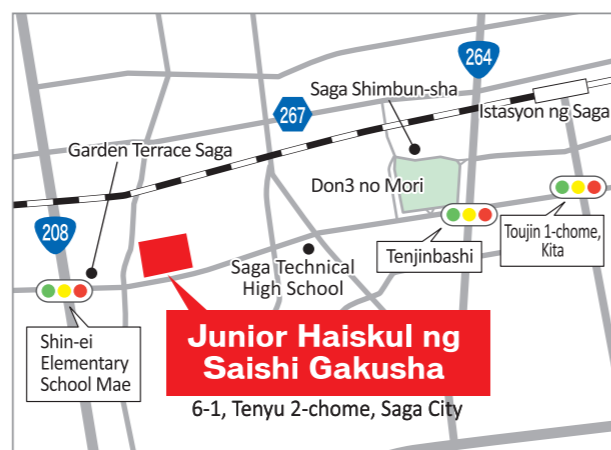 264
Saga Shimbun-sha
Istasyon ng Saga
267
Garden Terrace Saga
Don3 no Mori
208
Toujin 1-chome,
Kita
Tenjinbashi
Saga Technical
High School
Shin-ei
Elementary
School Mae
Junior Haiskul ng
Saishi Gakusha
6-1, Tenyu 2-chome, Saga City